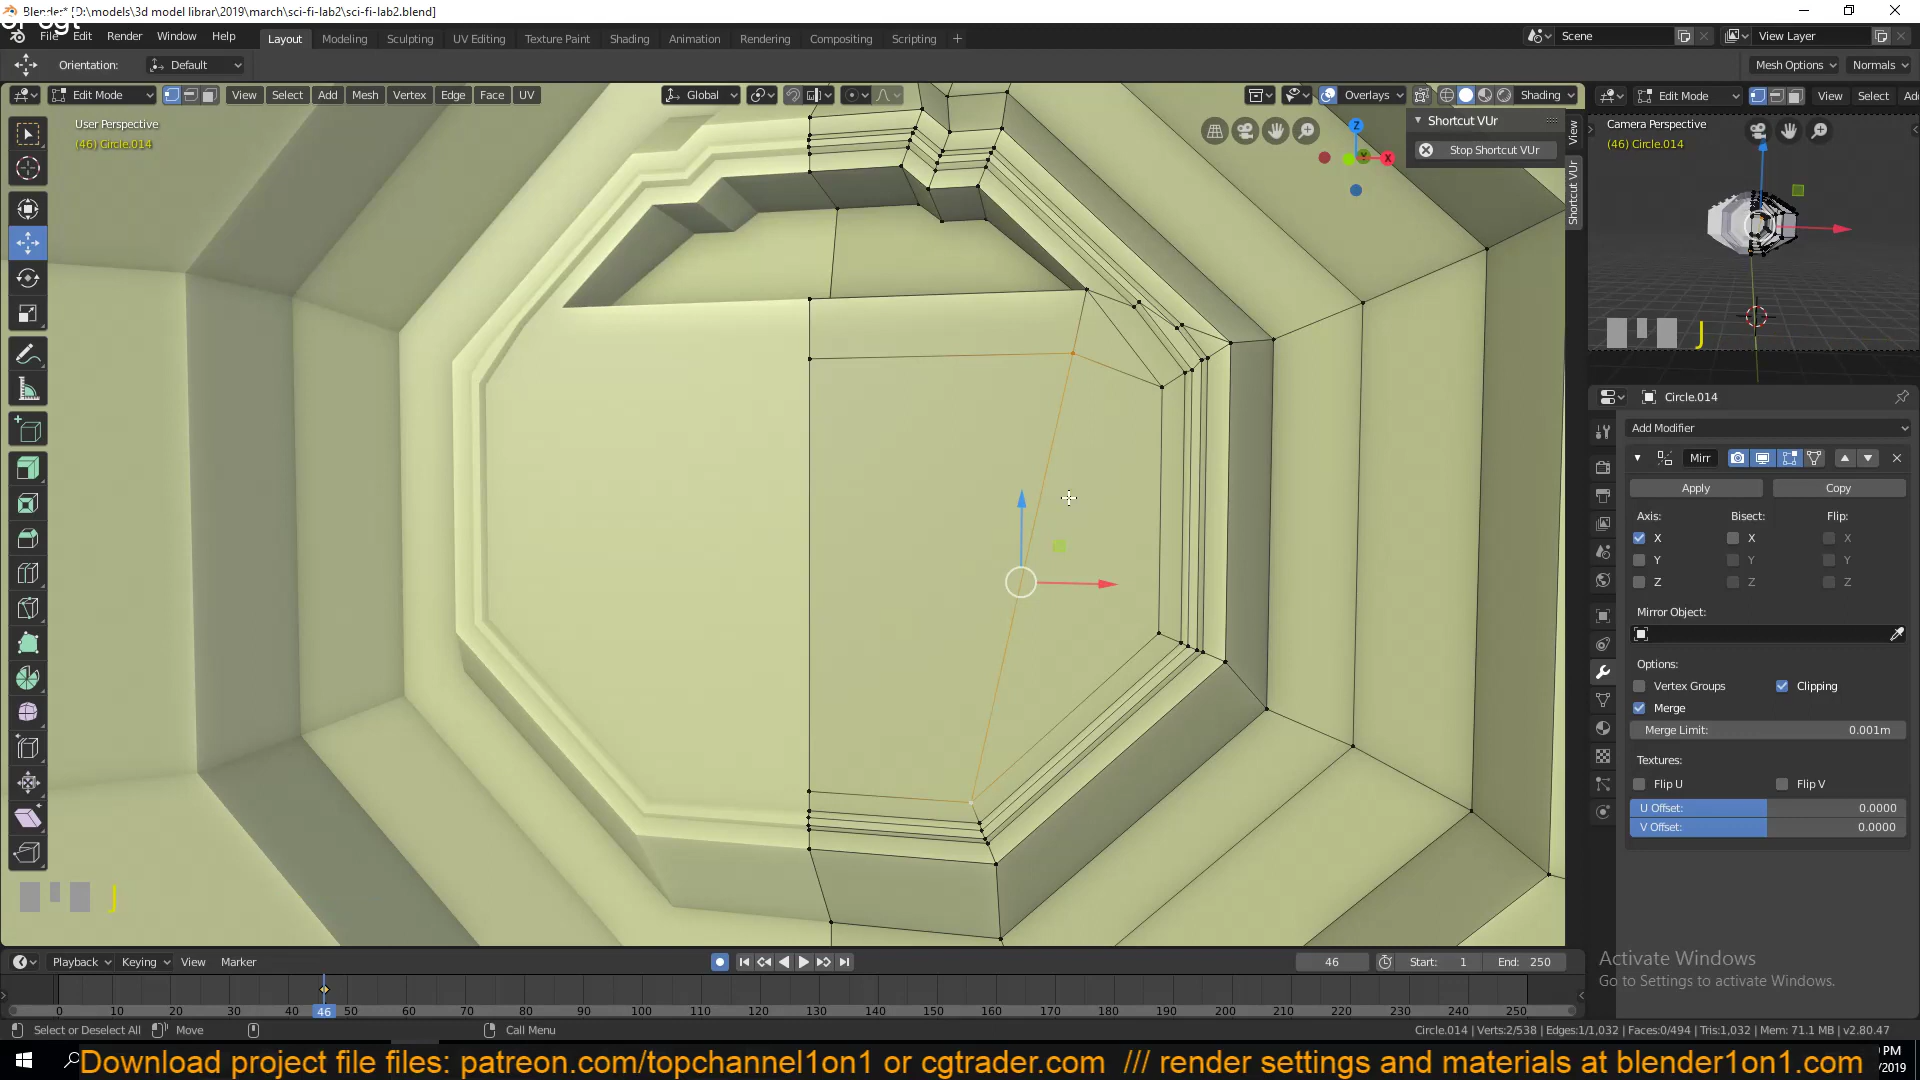 Blender* [D:\models\3d model librar\2019\march\sci-fi-lab2\sci-fi-lab2.blend]
File Edit Render Window Help Layout Modeling Sculpting UV Editing Texture Paint Shading Animation Rendering Compositing Scripting + Scene View Layer
Orientation: Default Mesh Options Normals
Edit Mode View Select Add Mesh Vertex Edge Face UV Global Overlays Shading Edit Mode View Select
User Perspective
(46) Circle.014
Shortcut VUr
Stop Shortcut VUr
View
Shortcut VUr
Z
X
Camera Perspective
(46) Circle.014
J
Circle.014
Add Modifier
Mirr
Apply Copy
Axis: Bisect: Flip:
X X X
Y Y Y
Z Z Z
Mirror Object:
Options:
Vertex Groups Clipping
Merge
Merge Limit: 0.001m
Textures:
Flip U Flip V
U Offset: 0.0000
V Offset: 0.0000
J
Playback Keying View Marker 46 Start: 1 End: 250
0 10 20 30 40 46 50 60 70 80 90 100 110 120 130 140 150 160 170 180 190 200 210 220 230 240 250
Activate Windows
Go to Settings to activate Windows.
Select or Deselect All Move Call Menu Circle.014 | Verts:2/538 | Edges:1/1,032 | Faces:0/494 | Tris:1,032 | Mem: 71.1 MB | v2.80.47
Download project file files: patreon.com/topchannel1on1 or cgtrader.com /// render settings and materials at blender1on1.com
PM
/2019